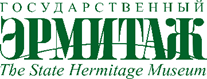 ГОСУДАРСТВЕННЫЙ
ЭРМИТАЖ
The State Hermitage Museum